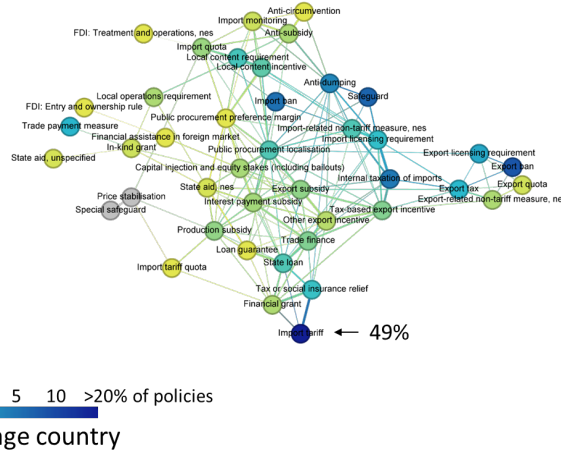 Anti-circumvention
Import monitoring
FDI: Treatment and operations, nes
Anti-subsidy
Import quota
Local content requirement
Local content incentive
Anti-dumping
Local operations requirement
Safeguard
Import ban
FDI: Entry and ownership rule
Public procurement preference margin
Trade payment measure
Import-related non-tariff measure, nes
Financial assistance in foreign market
Import licensing requirement
In-kind grant
Public procurement localisation
Export licensing requirement
State aid, unspecified
Capital injection and equity stakes (including bailouts)
Export ban
Internal taxation of imports
State aid, nes
Export subsidy
Export tax
Export quota
Price stabilisation
Interest payment subsidy
Export-related non-tariff measure, ne
Special safeguard
Tax-based export incentive
Other export incentive
Production subsidy
Trade finance
Loan guarantee
State loan
Import tariff quota
Tax or social insurance relief
Financial grant
Import tariff
49%
5 10 >20% of policies
ge country